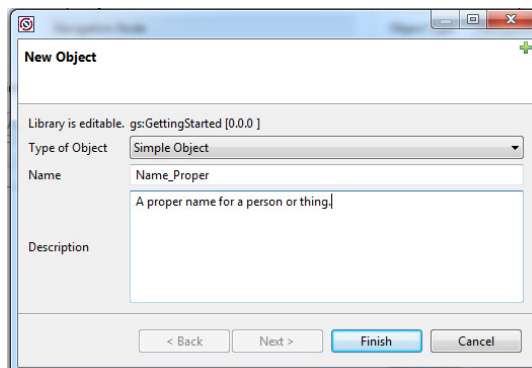 New Object
Library is editable. gs:GettingStarted [0.0.0 ]
Type of Object Simple Object
Name Name_Proper
A proper name for a person or thing.
Description
< Back Next > Finish Cancel